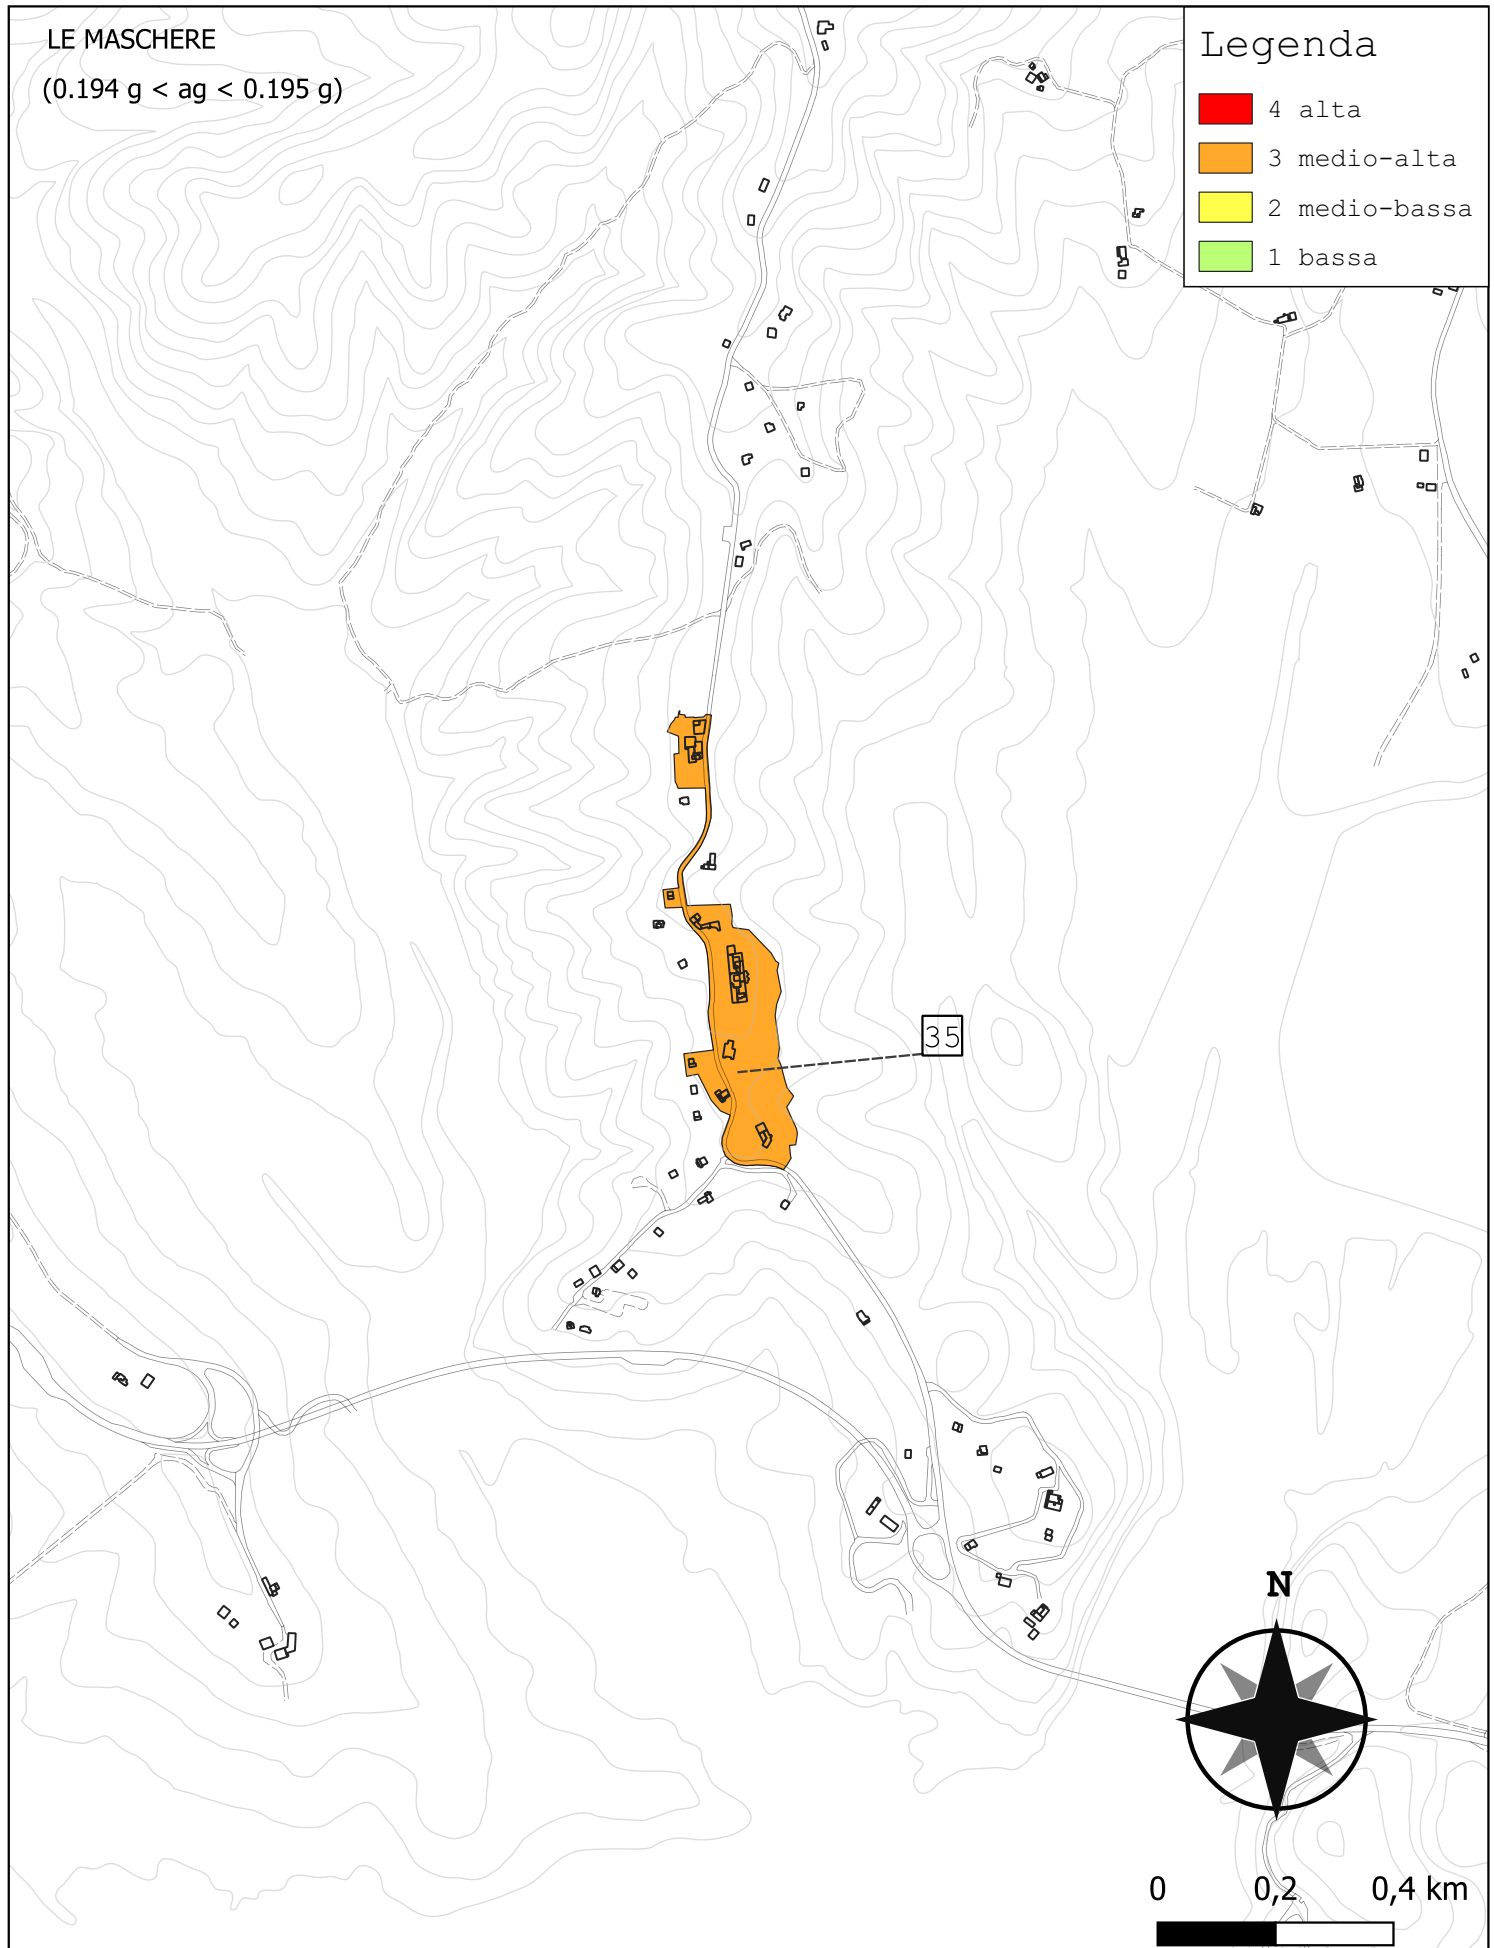 LE MASCHERE
(0.194 g < ag < 0.195 g)
Legenda
4 alta
3 medio-alta
2 medio-bassa
1 bassa
35
N
0 0,2 0,4 km